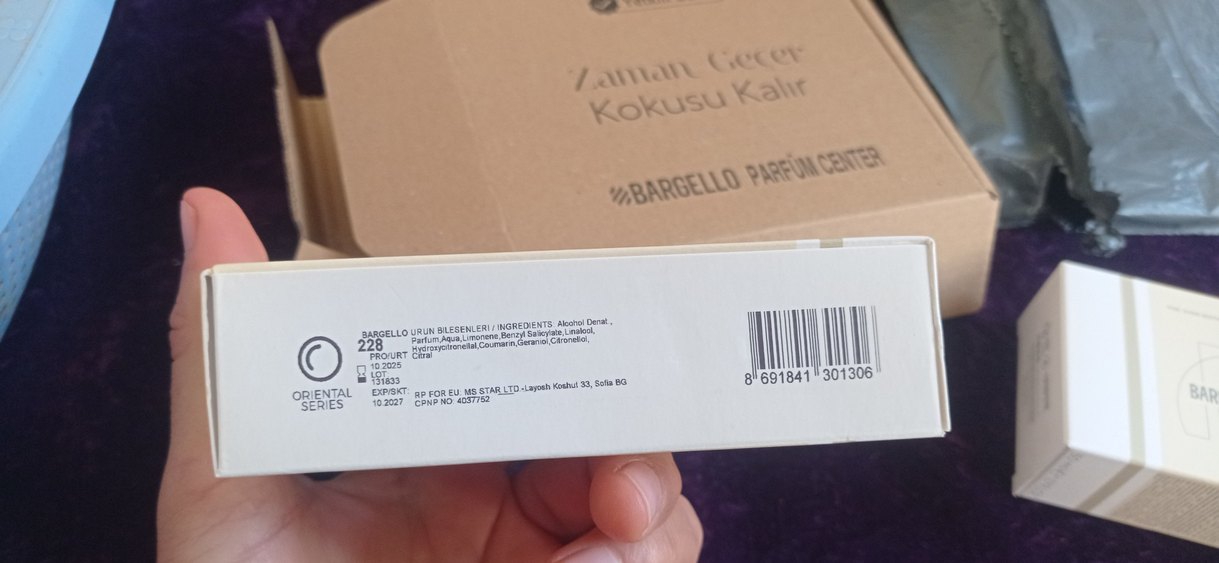 Zaman Geçer
Kokusu Kalır
BARGELLO PARFÜM CENTER
ORIENTAL
SERIES
BARGELLO
228
PRO/URT
10.2025
LOT:
131833
EXP/SKT:
10.2027
URUN BILESENLERI / INGREDIENTS: Alcohol Denat.,
Parfum,Aqua,Limonene,Benzyl Salicylate,Linalool,
Hydroxycitronellal,Coumarin,Geraniol,Citronellol,
Citral
RP FOR EU: MS STAR LTD.-Layosh Koshut 33, Sofia BG
CPNP NO: 4037752
8 691841 301306
BAR